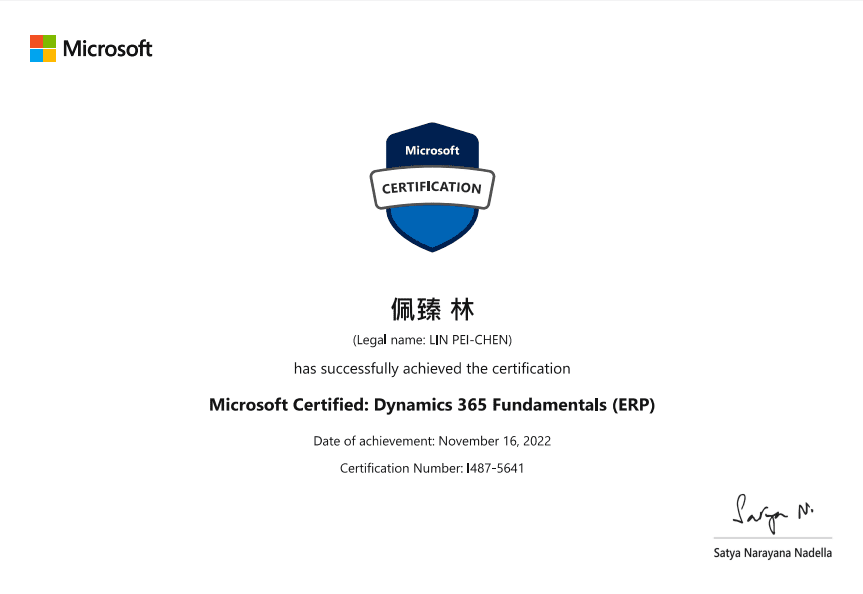 Microsoft
Microsoft
CERTIFICATION
佩臻 林
(Legal name: LIN PEI-CHEN)
has successfully achieved the certification
Microsoft Certified: Dynamics 365 Fundamentals (ERP)
Date of achievement: November 16, 2022
Certification Number: I487-5641
Satya N.
Satya Narayana Nadella